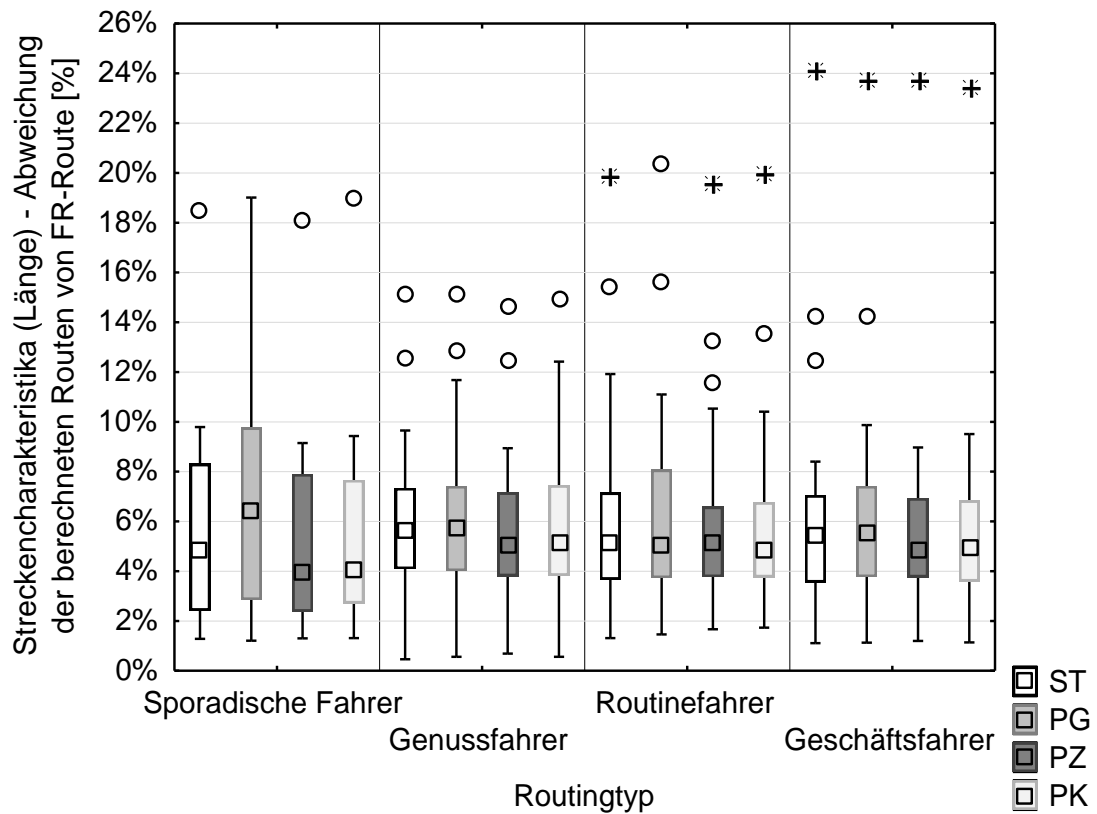 Streckencharakteristika (Länge) - Abweichung
der berechneten Routen von FR-Route [%]
26%
24%
22%
20%
18%
16%
14%
12%
10%
8%
6%
4%
2%
0%
Sporadische Fahrer
Genussfahrer
Routinefahrer
Geschäftsfahrer
Routingtyp
ST
PG
PZ
PK